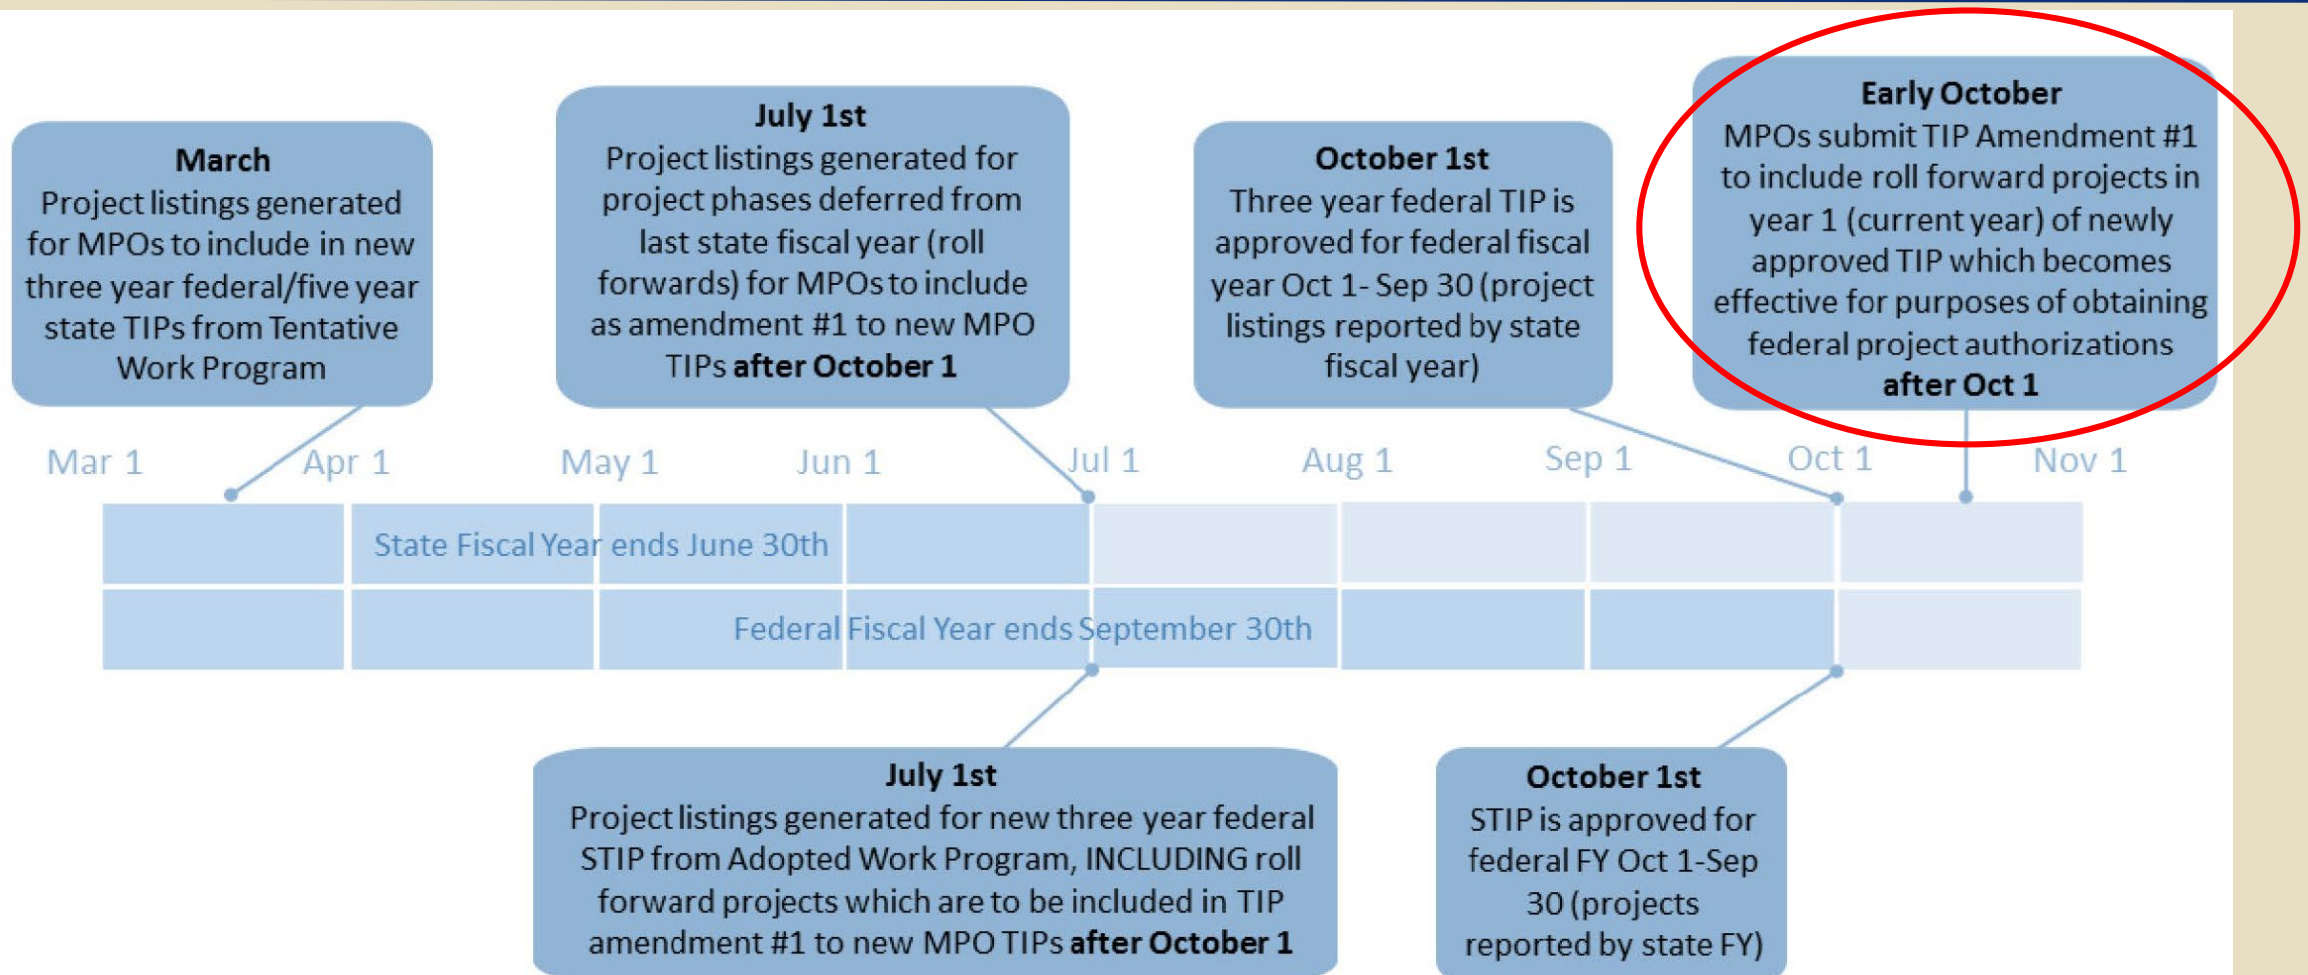 March
Project listings generated
for MPOs to include in new
three year federal/five year
state TIPs from Tentative
Work Program
July 1st
Project listings generated for
project phases deferred from
last state fiscal year (roll
forwards) for MPOs to include
as amendment #1 to new MPO
TIPs after October 1
October 1st
Three year federal TIP is
approved for federal fiscal
year Oct 1- Sep 30 (project
listings reported by state
fiscal year)
Early October
MPOs submit TIP Amendment #1
to include roll forward projects in
year 1 (current year) of newly
approved TIP which becomes
effective for purposes of obtaining
federal project authorizations
after Oct 1
Mar 1
Apr 1
May 1
Jun 1
Jul 1
Aug 1
Sep 1
Oct 1
Nov 1
State Fiscal Year ends June 30th
Federal Fiscal Year ends September 30th
July 1st
Project listings generated for new three year federal
STIP from Adopted Work Program, INCLUDING roll
forward projects which are to be included in TIP
amendment #1 to new MPO TIPs after October 1
October 1st
STIP is approved for
federal FY Oct 1-Sep
30 (projects
reported by state FY)